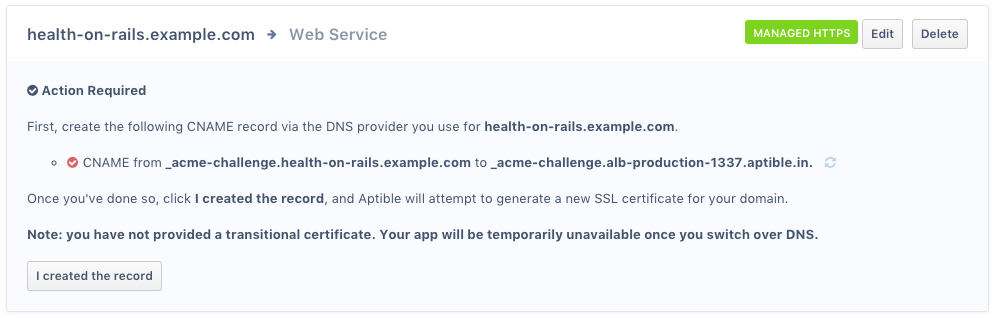 health-on-rails.example.com → Web Service
MANAGED HTTPS Edit Delete
Action Required
First, create the following CNAME record via the DNS provider you use for health-on-rails.example.com.
CNAME from _acme-challenge.health-on-rails.example.com to _acme-challenge.alb-production-1337.aptible.in.
Once you've done so, click I created the record, and Aptible will attempt to generate a new SSL certificate for your domain.
Note: you have not provided a transitional certificate. Your app will be temporarily unavailable once you switch over DNS.
I created the record